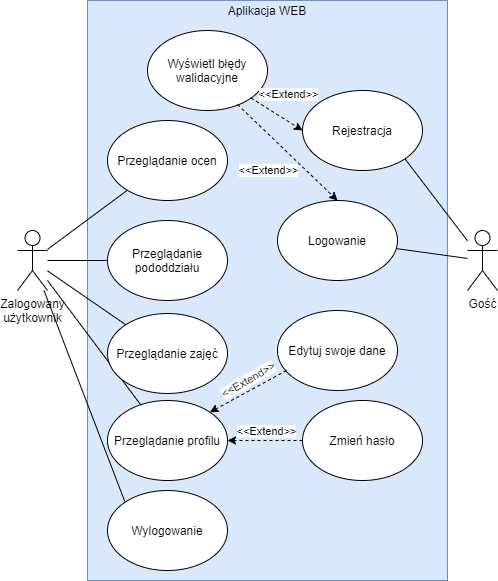 Aplikacja WEB
Wyświetl błędy
walidacyjne
<<Extend>>
Rejestracja
Przeglądanie ocen
<<Extend>>
Logowanie
Przeglądanie
pododdziału
Zalogowany
użytkownik
Gość
Przeglądanie zajęć
Edytuj swoje dane
<<Extend>>
Przeglądanie profilu
<<Extend>>
Zmień hasło
Wylogowanie